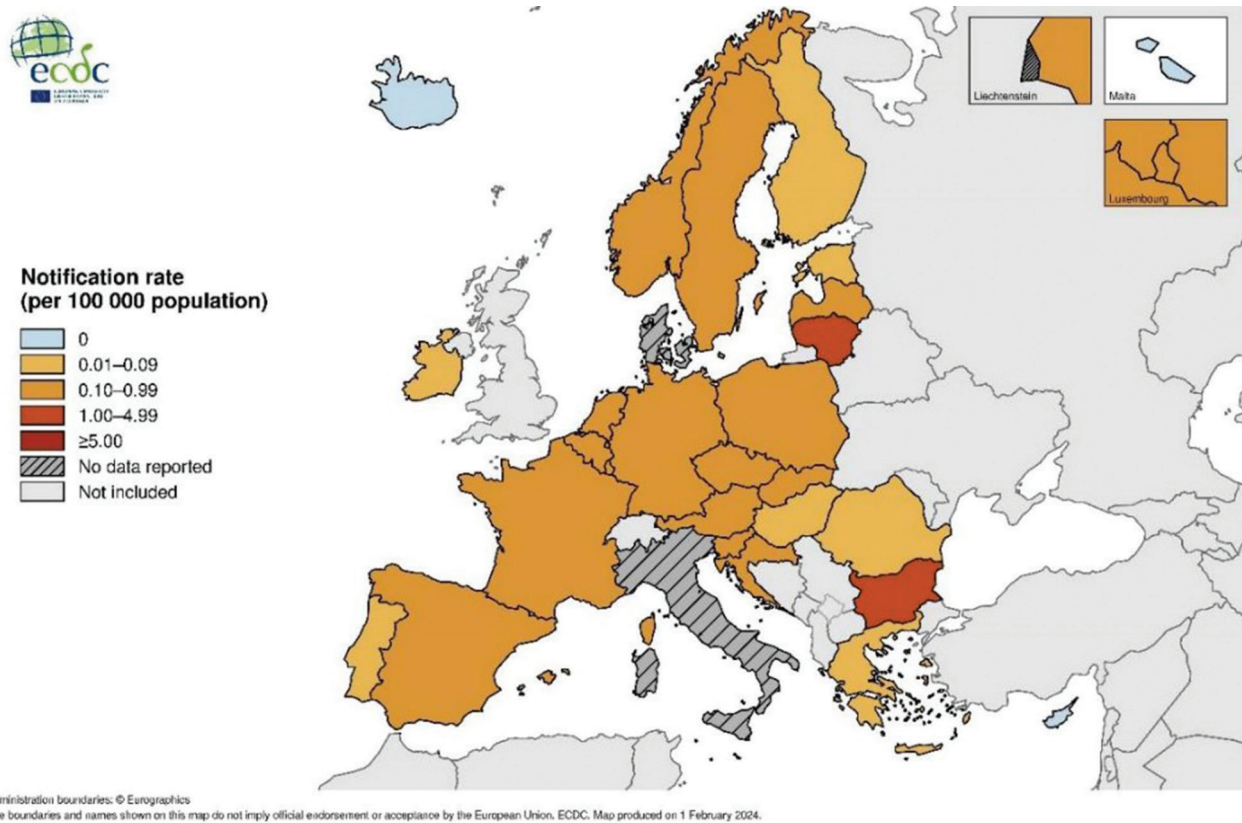 ecdc
Notification rate
(per 100 000 population)
0
0.01–0.09
0.10–0.99
1.00–4.99
≥5.00
No data reported
Not included
Liechtenstein
Malta
Luxembourg
ministration boundaries: © Eurographics
e boundaries and names shown on this map do not imply official endorsement or acceptance by the European Union. ECDC. Map produced on 1 February 2024.